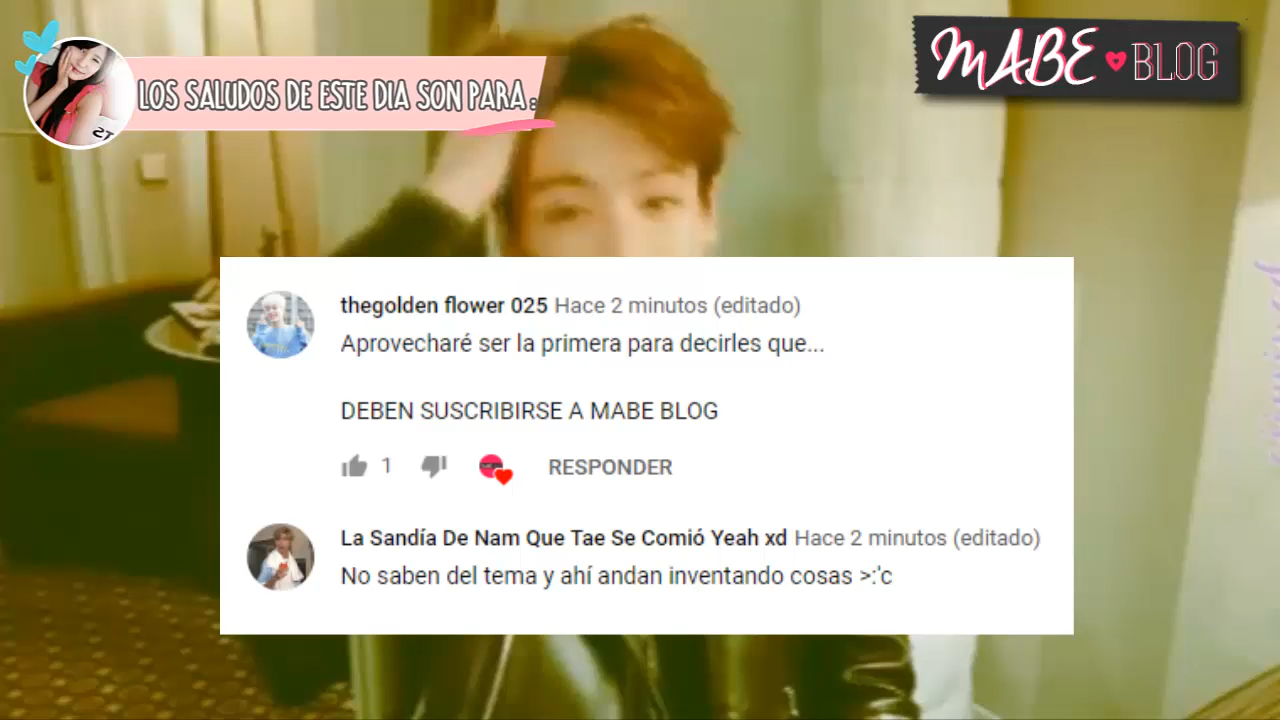 LOS SALUDOS DE ESTE DIA SON PARA :
MABE BLOG
thegolden flower 025 Hace 2 minutos (editado)
Aprovecharé ser la primera para decirles que...
DEBEN SUSCRIBIRSE A MABE BLOG
1 RESPONDER
La Sandía De Nam Que Tae Se Comió Yeah xd Hace 2 minutos (editado)
No saben del tema y ahí andan inventando cosas >:'c